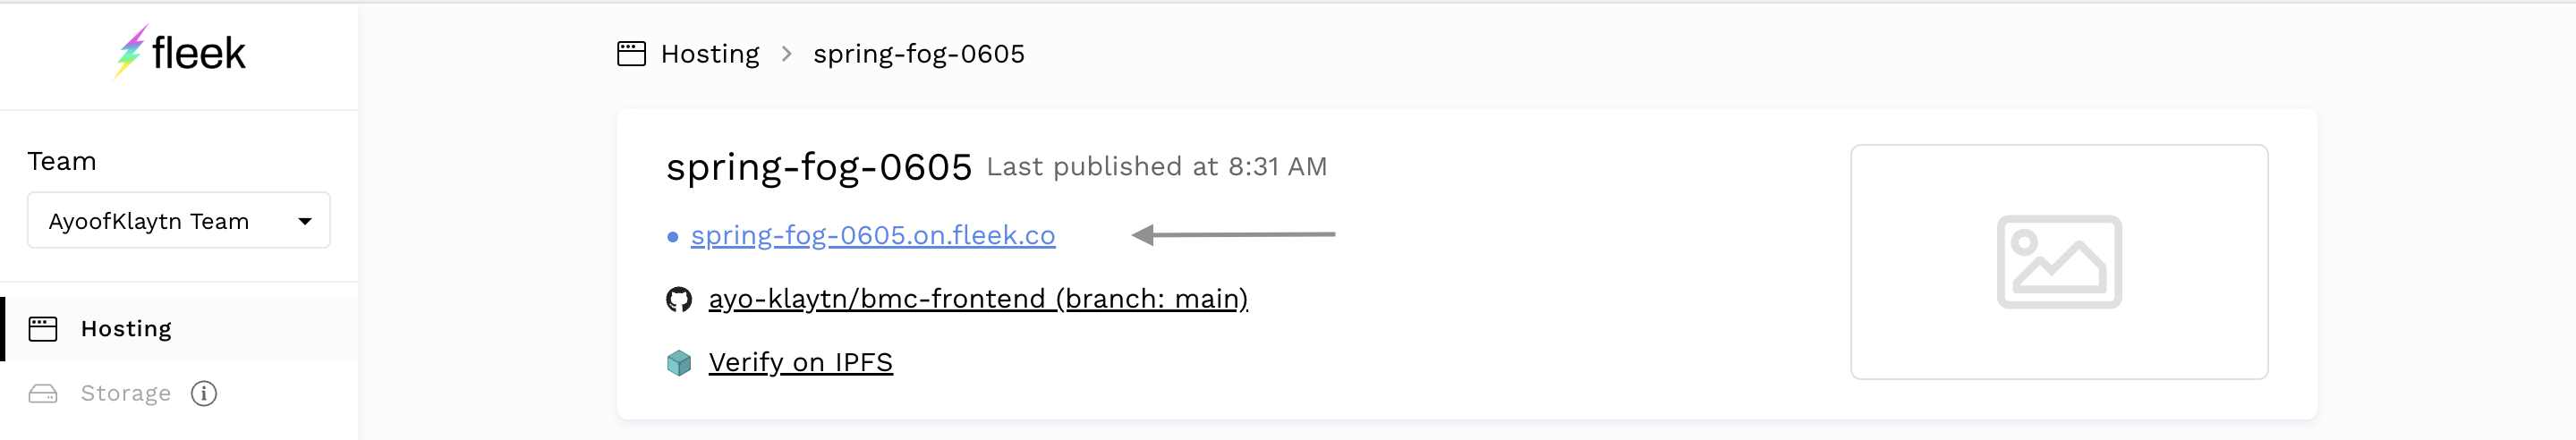 fleek
Team
AyoofKlaytn Team
Hosting
Storage
Hosting > spring-fog-0605
spring-fog-0605 Last published at 8:31 AM
spring-fog-0605.on.fleek.co
ayo-klaytn/bmc-frontend (branch: main)
Verify on IPFS